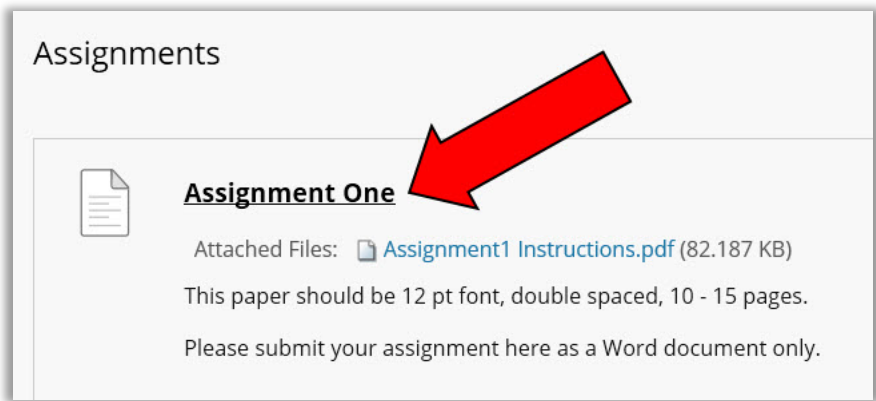 Assignments
Assignment One
Attached Files: Assignment1 Instructions.pdf (82.187 KB)
This paper should be 12 pt font, double spaced, 10 - 15 pages.
Please submit your assignment here as a Word document only.